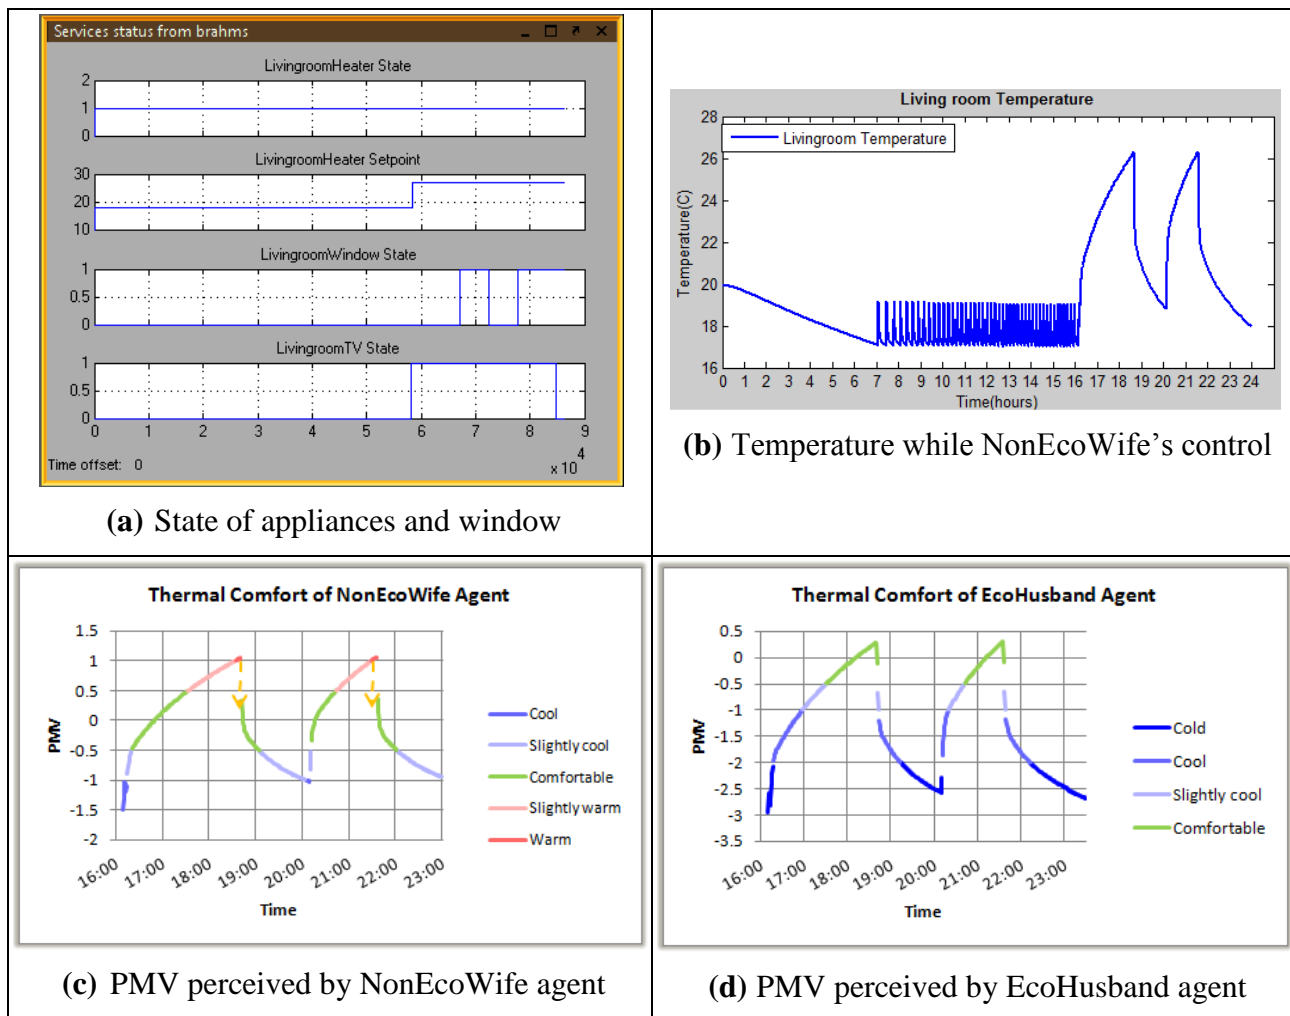 Services status from brahms
LivingroomHeater State
2
1
0
LivingroomHeater Setpoint
30
20
10
LivingroomWindow State
1
0.5
0
LivingroomTV State
1
0.5
0
0 1 2 3 4 5 6 7 8 9
x 10^4
Time offset: 0
(a) State of appliances and window
Living room Temperature
Livingroom Temperature
Temperature(C)
28
26
24
22
20
18
16
0 1 2 3 4 5 6 7 8 9 10 11 12 13 14 15 16 17 18 19 20 21 22 23 24
Time(hours)
(b) Temperature while NonEcoWife’s control
Thermal Comfort of NonEcoWife Agent
PMV
1.5
1
0.5
0
-0.5
-1
-1.5
-2
16:00 17:00 18:00 19:00 20:00 21:00 22:00 23:00
Time
Cool
Slightly cool
Comfortable
Slightly warm
Warm
(c) PMV perceived by NonEcoWife agent
Thermal Comfort of EcoHusband Agent
PMV
0.5
0
-0.5
-1
-1.5
-2
-2.5
-3
-3.5
16:00 17:00 18:00 19:00 20:00 21:00 22:00 23:00
Time
Cold
Cool
Slightly cool
Comfortable
(d) PMV perceived by EcoHusband agent